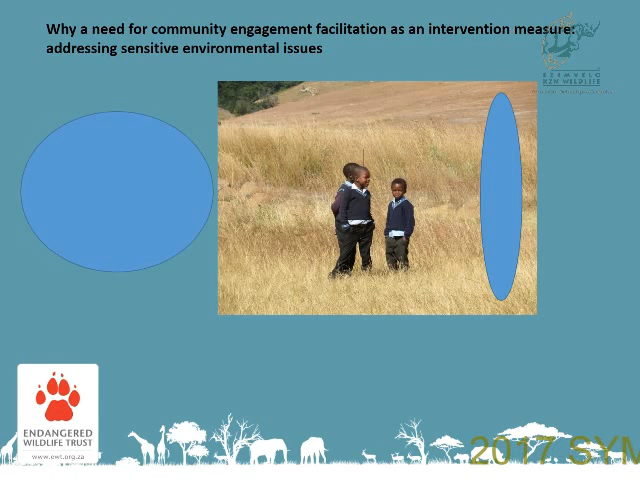 Why a need for community engagement facilitation as an intervention measure:
addressing sensitive environmental issues
EZEMVELO
KZN WILDLIFE
ENDANGERED
WILDLIFE TRUST
www.ewt.org.za
2017 SYM